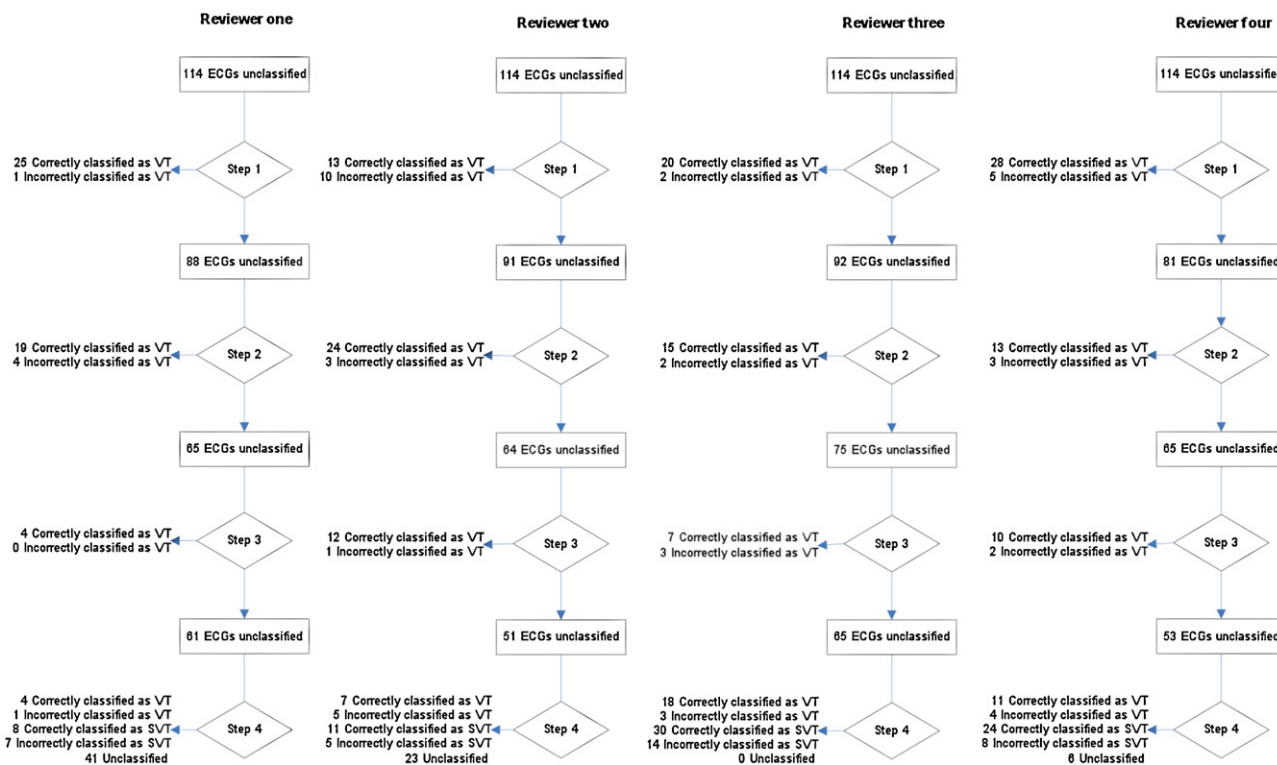 Reviewer one
Reviewer two
Reviewer three
Reviewer four
114 ECGs unclassified
114 ECGs unclassified
114 ECGs unclassified
114 ECGs unclassified
25 Correctly classified as VT
1 Incorrectly classified as VT
Step 1
13 Correctly classified as VT
10 Incorrectly classified as VT
Step 1
20 Correctly classified as VT
2 Incorrectly classified as VT
Step 1
28 Correctly classified as VT
5 Incorrectly classified as VT
Step 1
88 ECGs unclassified
91 ECGs unclassified
92 ECGs unclassified
81 ECGs unclassified
19 Correctly classified as VT
4 Incorrectly classified as VT
Step 2
24 Correctly classified as VT
3 Incorrectly classified as VT
Step 2
15 Correctly classified as VT
2 Incorrectly classified as VT
Step 2
13 Correctly classified as VT
3 Incorrectly classified as VT
Step 2
65 ECGs unclassified
64 ECGs unclassified
75 ECGs unclassified
65 ECGs unclassified
4 Correctly classified as VT
0 Incorrectly classified as VT
Step 3
12 Correctly classified as VT
1 Incorrectly classified as VT
Step 3
7 Correctly classified as VT
3 Incorrectly classified as VT
Step 3
10 Correctly classified as VT
2 Incorrectly classified as VT
Step 3
61 ECGs unclassified
51 ECGs unclassified
65 ECGs unclassified
53 ECGs unclassified
4 Correctly classified as VT
1 Incorrectly classified as VT
8 Correctly classified as SVT
7 Incorrectly classified as SVT
41 Unclassified
Step 4
7 Correctly classified as VT
5 Incorrectly classified as VT
11 Correctly classified as SVT
5 Incorrectly classified as SVT
23 Unclassified
Step 4
18 Correctly classified as VT
3 Incorrectly classified as VT
30 Correctly classified as SVT
14 Incorrectly classified as SVT
0 Unclassified
Step 4
11 Correctly classified as VT
4 Incorrectly classified as VT
24 Correctly classified as SVT
8 Incorrectly classified as SVT
6 Unclassified
Step 4